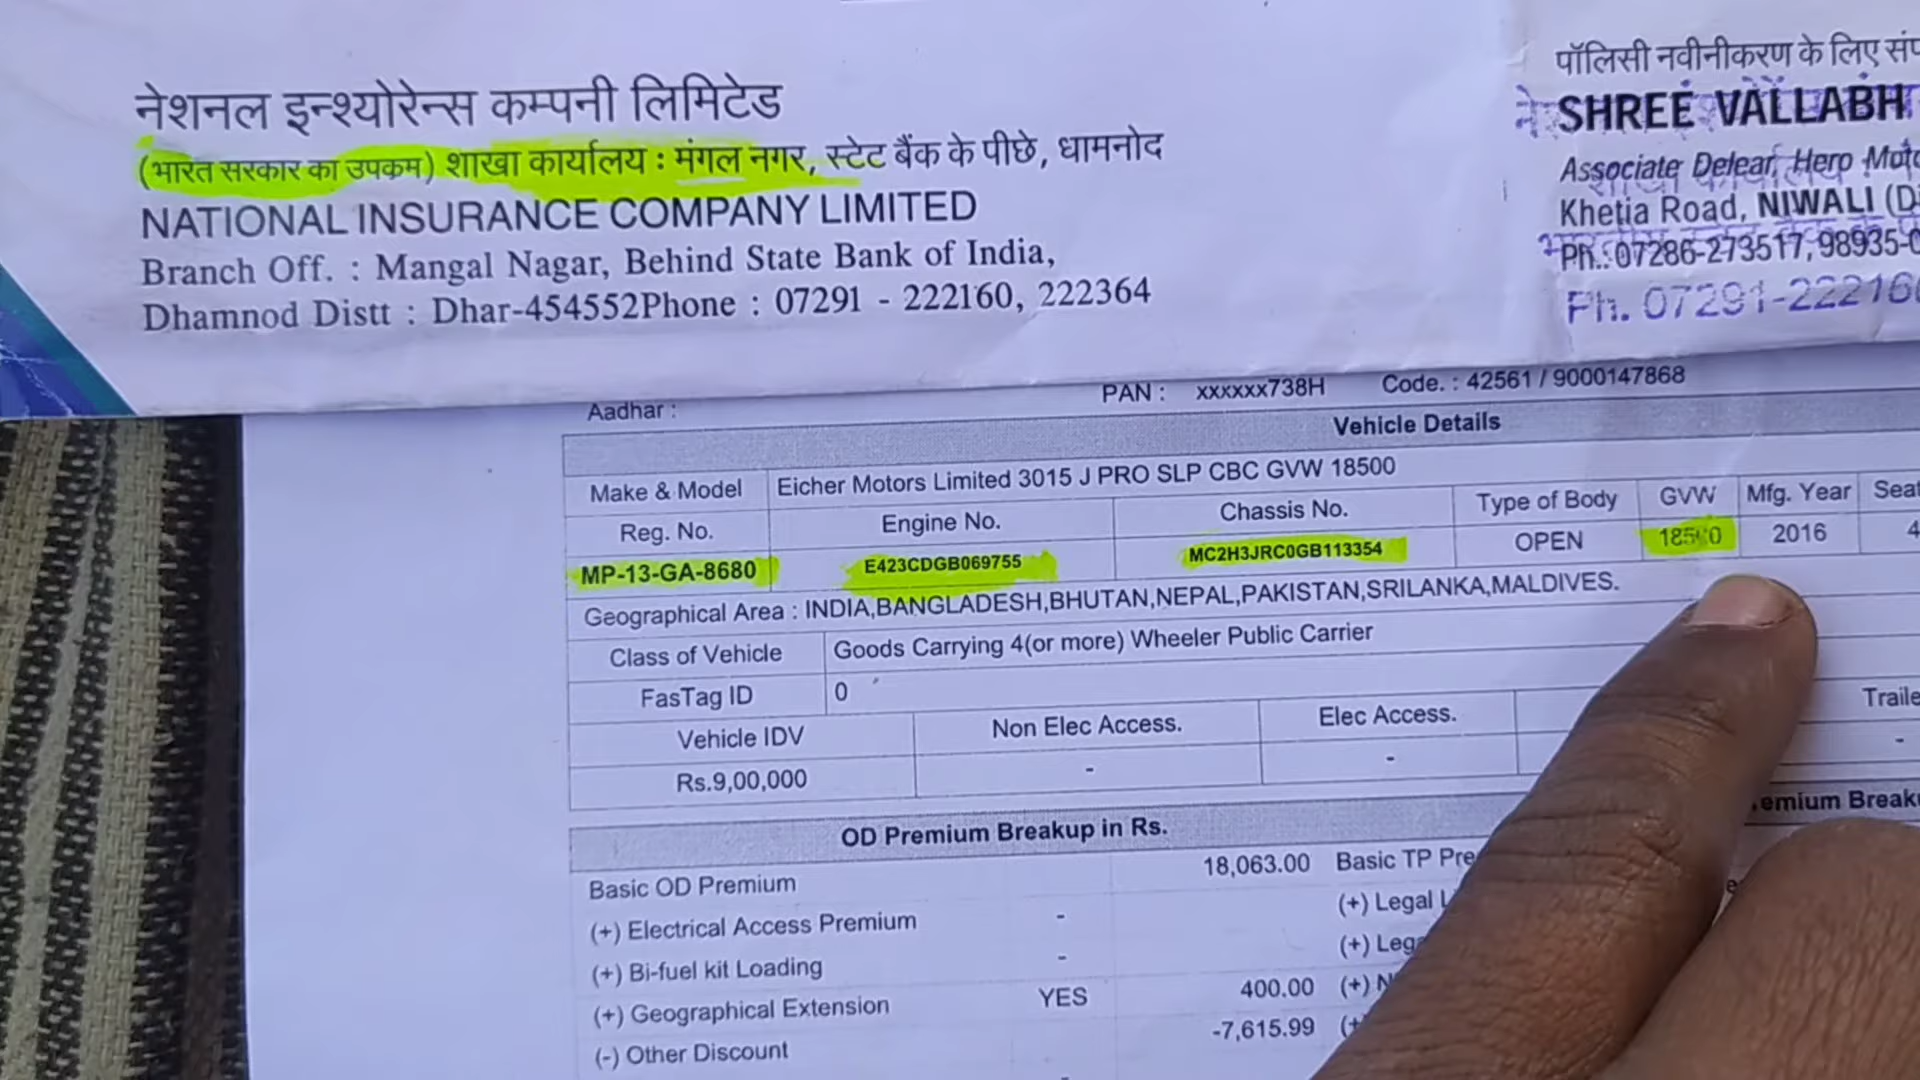 नेशनल इन्श्योरेन्स कम्पनी लिमिटेड
(भारत सरकार का उपकम) शाखा कार्यालय : मंगल नगर, स्टेट बैंक के पीछे, धामनोद
NATIONAL INSURANCE COMPANY LIMITED
Branch Off. : Mangal Nagar, Behind State Bank of India,
Dhamnod Distt : Dhar-454552Phone : 07291 - 222160, 222364
पॉलिसी नवीनीकरण के लिए
SHREE VALLABH
Associate Delear, Hero
Khetia Road, NIWALI
Ph.:07286-273517, 98935-
Ph. 07291-22216
Aadhar :
PAN : xxxxxx738H Code. : 42561 / 9000147868
Vehicle Details
Make & Model Eicher Motors Limited 3015 J PRO SLP CBC GVW 18500
Reg. No. Engine No. Chassis No. Type of Body GVW Mfg. Year
MP-13-GA-8680 E423CDGB069755 MC2H3JRC0GB113354 OPEN 18500 2016 4
Geographical Area : INDIA,BANGLADESH,BHUTAN,NEPAL,PAKISTAN,SRILANKA,MALDIVES.
Class of Vehicle Goods Carrying 4(or more) Wheeler Public Carrier
FasTag ID 0
Vehicle IDV Non Elec Access. Elec Access.
Rs.9,00,000 - - -
OD Premium Breakup in Rs.
Basic OD Premium 18,063.00 Basic TP
(+) Electrical Access Premium - (+) Legal
(+) Bi-fuel kit Loading - (+)
(+) Geographical Extension YES 400.00 (+)
(-) Other Discount -7,615.99